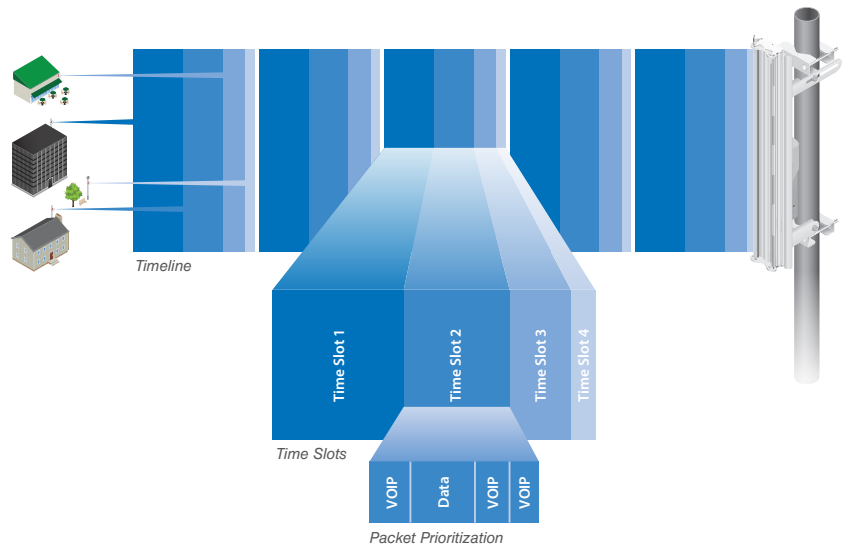 Timeline
Time Slot 1
Time Slot 2
Time Slot 3
Time Slot 4
Time Slots
VOIP
Data
VOIP
VOIP
Packet Prioritization